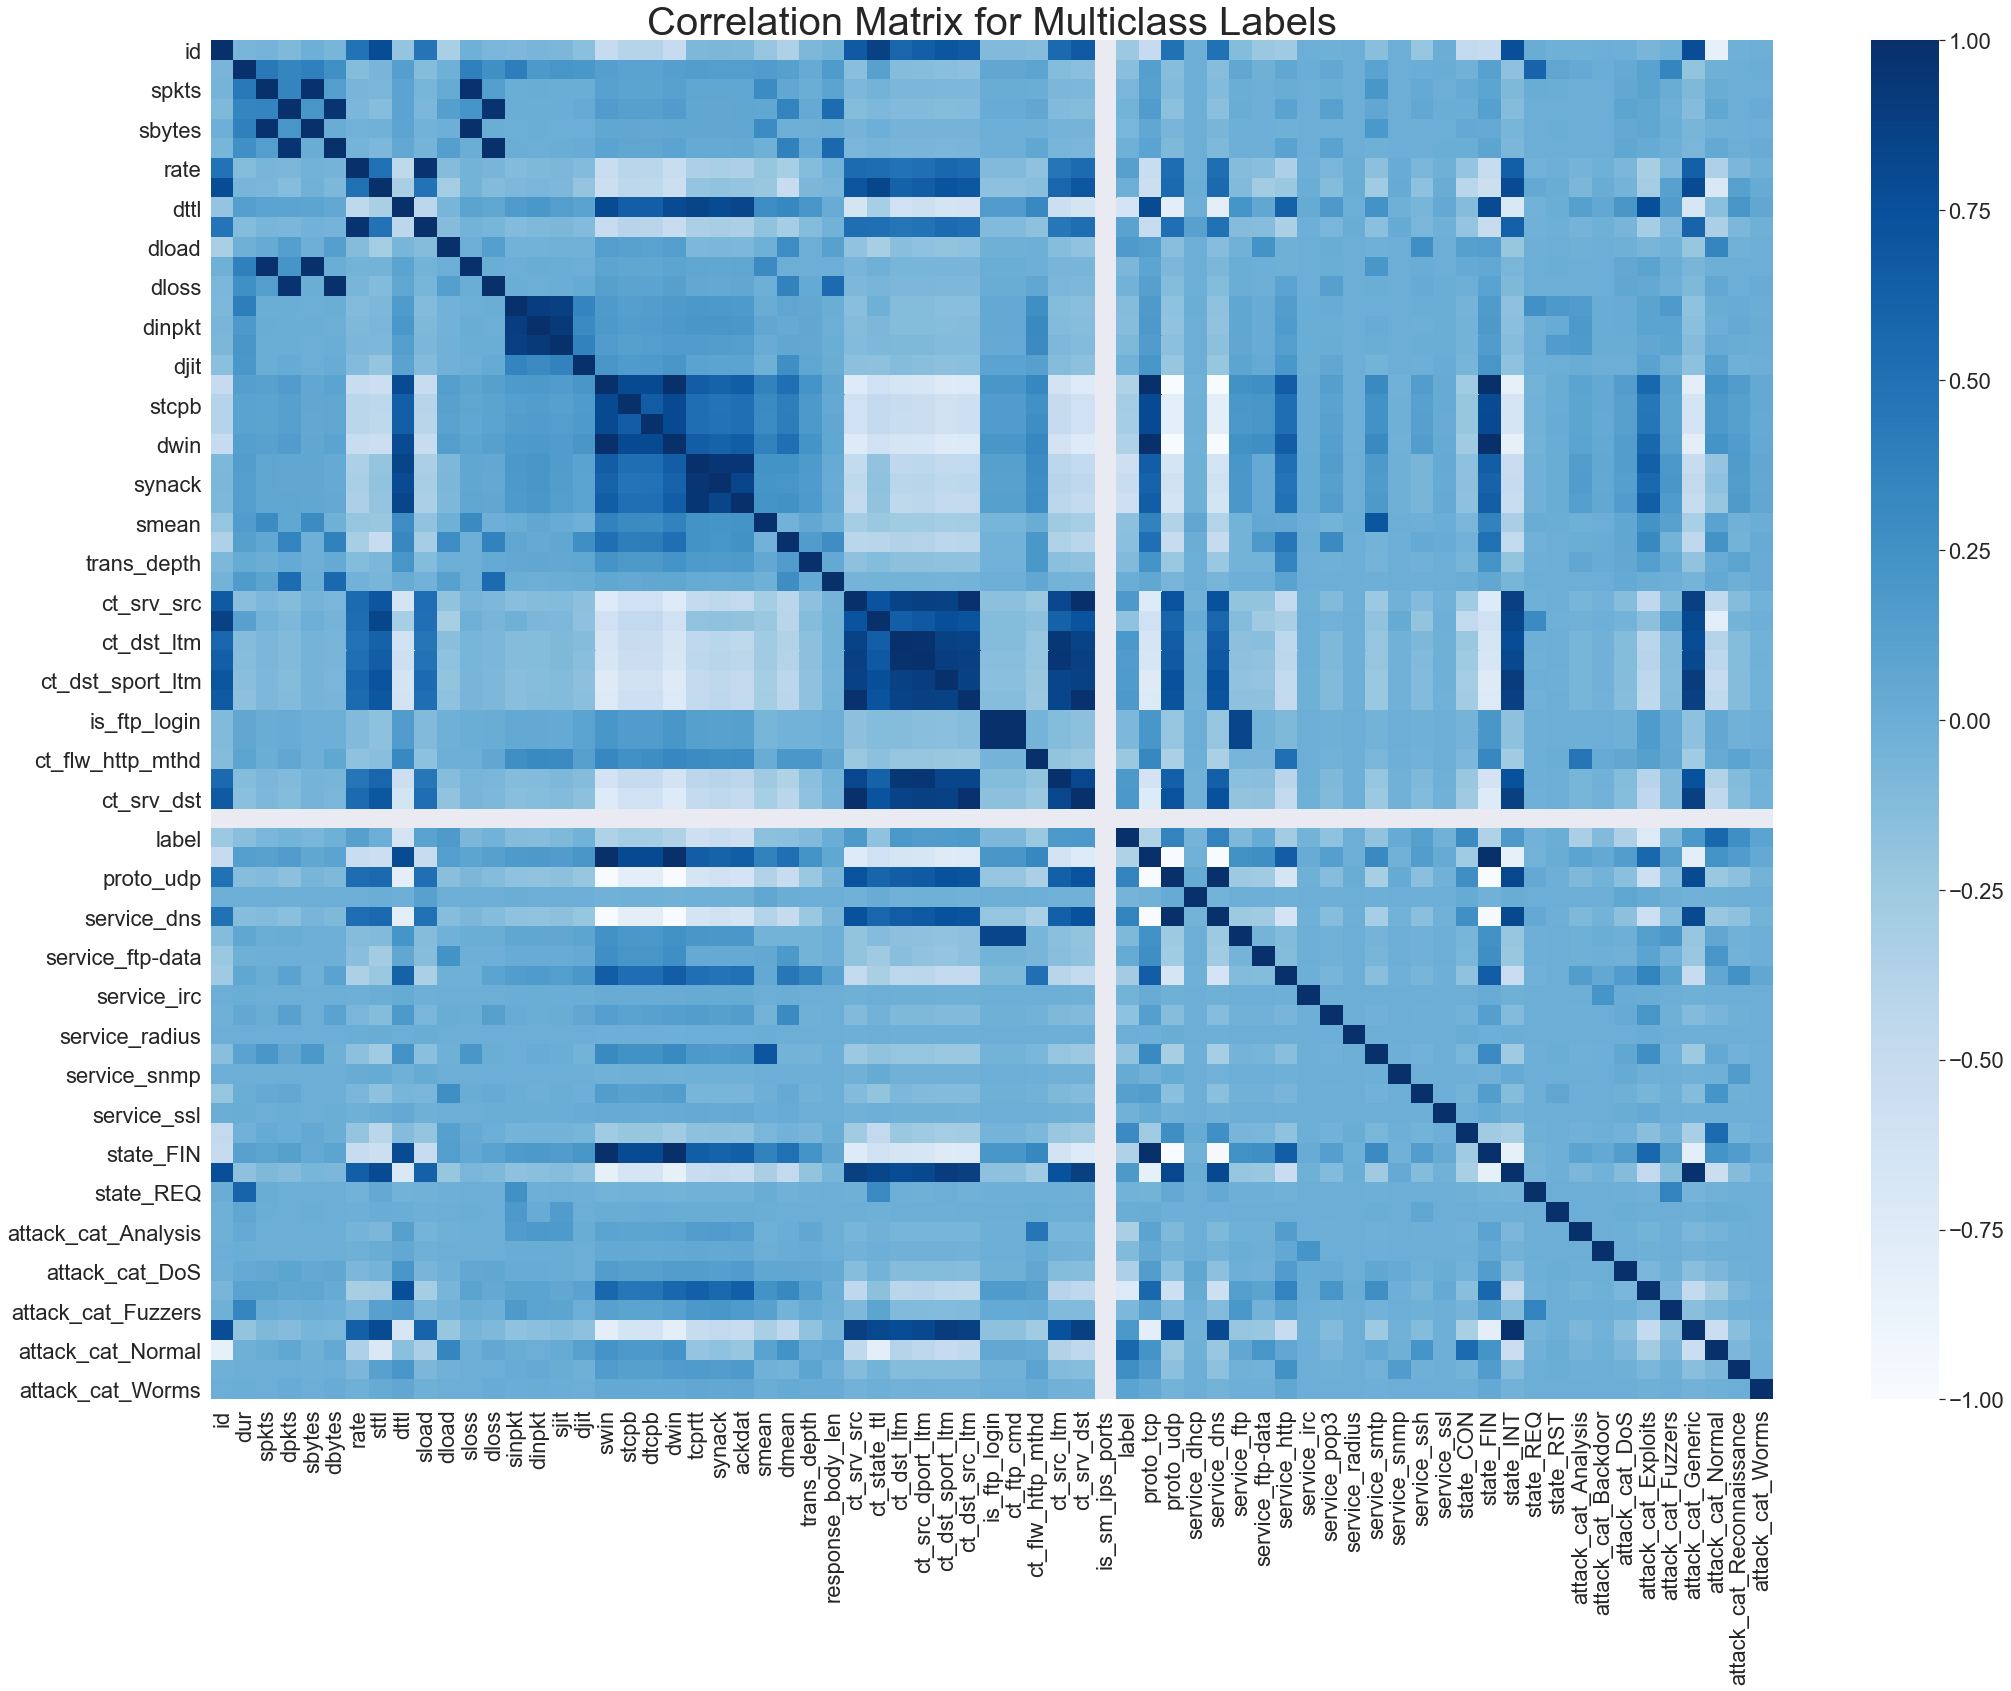 Correlation Matrix for Multiclass Labels
id
spkts
sbytes
rate
dttl
dload
dloss
dinpkt
djit
stcpb
dwin
synack
smean
trans_depth
ct_srv_src
ct_dst_ltm
ct_dst_sport_ltm
is_ftp_login
ct_flw_http_mthd
ct_srv_dst
label
proto_udp
service_dns
service_ftp-data
service_irc
service_radius
service_snmp
service_ssl
state_FIN
state_REQ
attack_cat_Analysis
attack_cat_DoS
attack_cat_Fuzzers
attack_cat_Normal
attack_cat_Worms
id
dur
spkts
dpkts
sbytes
dbytes
rate
sttl
dttl
sload
dload
sloss
dloss
sinpkt
dinpkt
sjit
djit
swin
stcpb
dtcpb
dwin
tcprtt
synack
ackdat
smean
dmean
trans_depth
response_body_len
ct_srv_src
ct_state_ttl
ct_dst_ltm
ct_src_dport_ltm
ct_dst_sport_ltm
ct_dst_src_ltm
is_ftp_login
ct_ftp_cmd
ct_flw_http_mthd
ct_src_ltm
ct_srv_dst
is_sm_ips_ports
label
proto_tcp
proto_udp
service_dhcp
service_dns
service_ftp
service_ftp-data
service_http
service_irc
service_pop3
service_radius
service_smtp
service_snmp
service_ssh
service_ssl
state_CON
state_FIN
state_INT
state_REQ
state_RST
attack_cat_Analysis
attack_cat_Backdoor
attack_cat_DoS
attack_cat_Exploits
attack_cat_Fuzzers
attack_cat_Generic
attack_cat_Normal
attack_cat_Reconnaissance
attack_cat_Worms
1.00
0.75
0.50
0.25
0.00
−0.25
−0.50
−0.75
−1.00